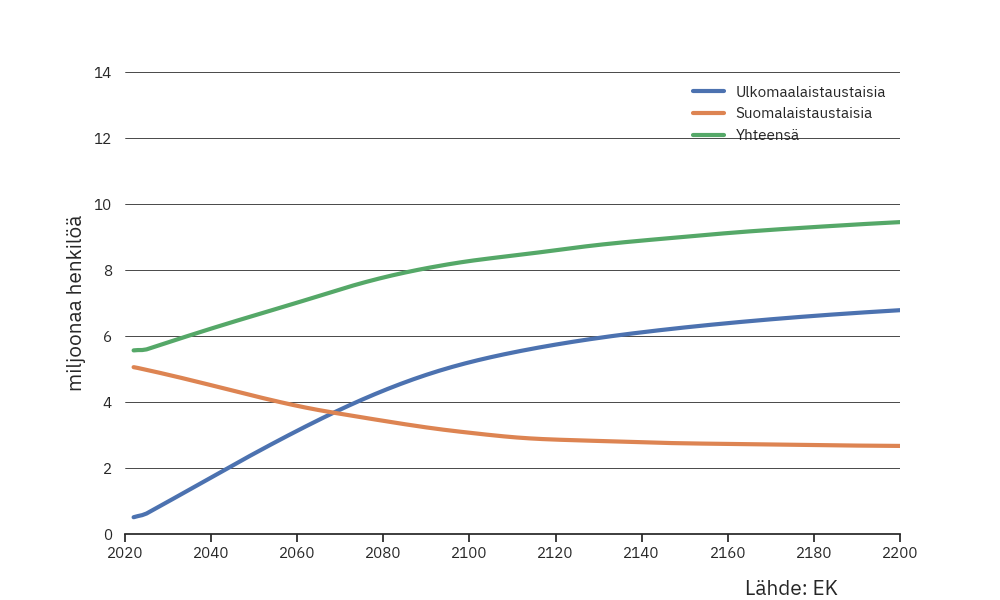 14
12
10
8
6
4
2
0
miljoonaa henkilöä
Ulkomaalaistaustaisia
Suomalaistaustaisia
Yhteensä
2020 2040 2060 2080 2100 2120 2140 2160 2180 2200
Lähde: EK